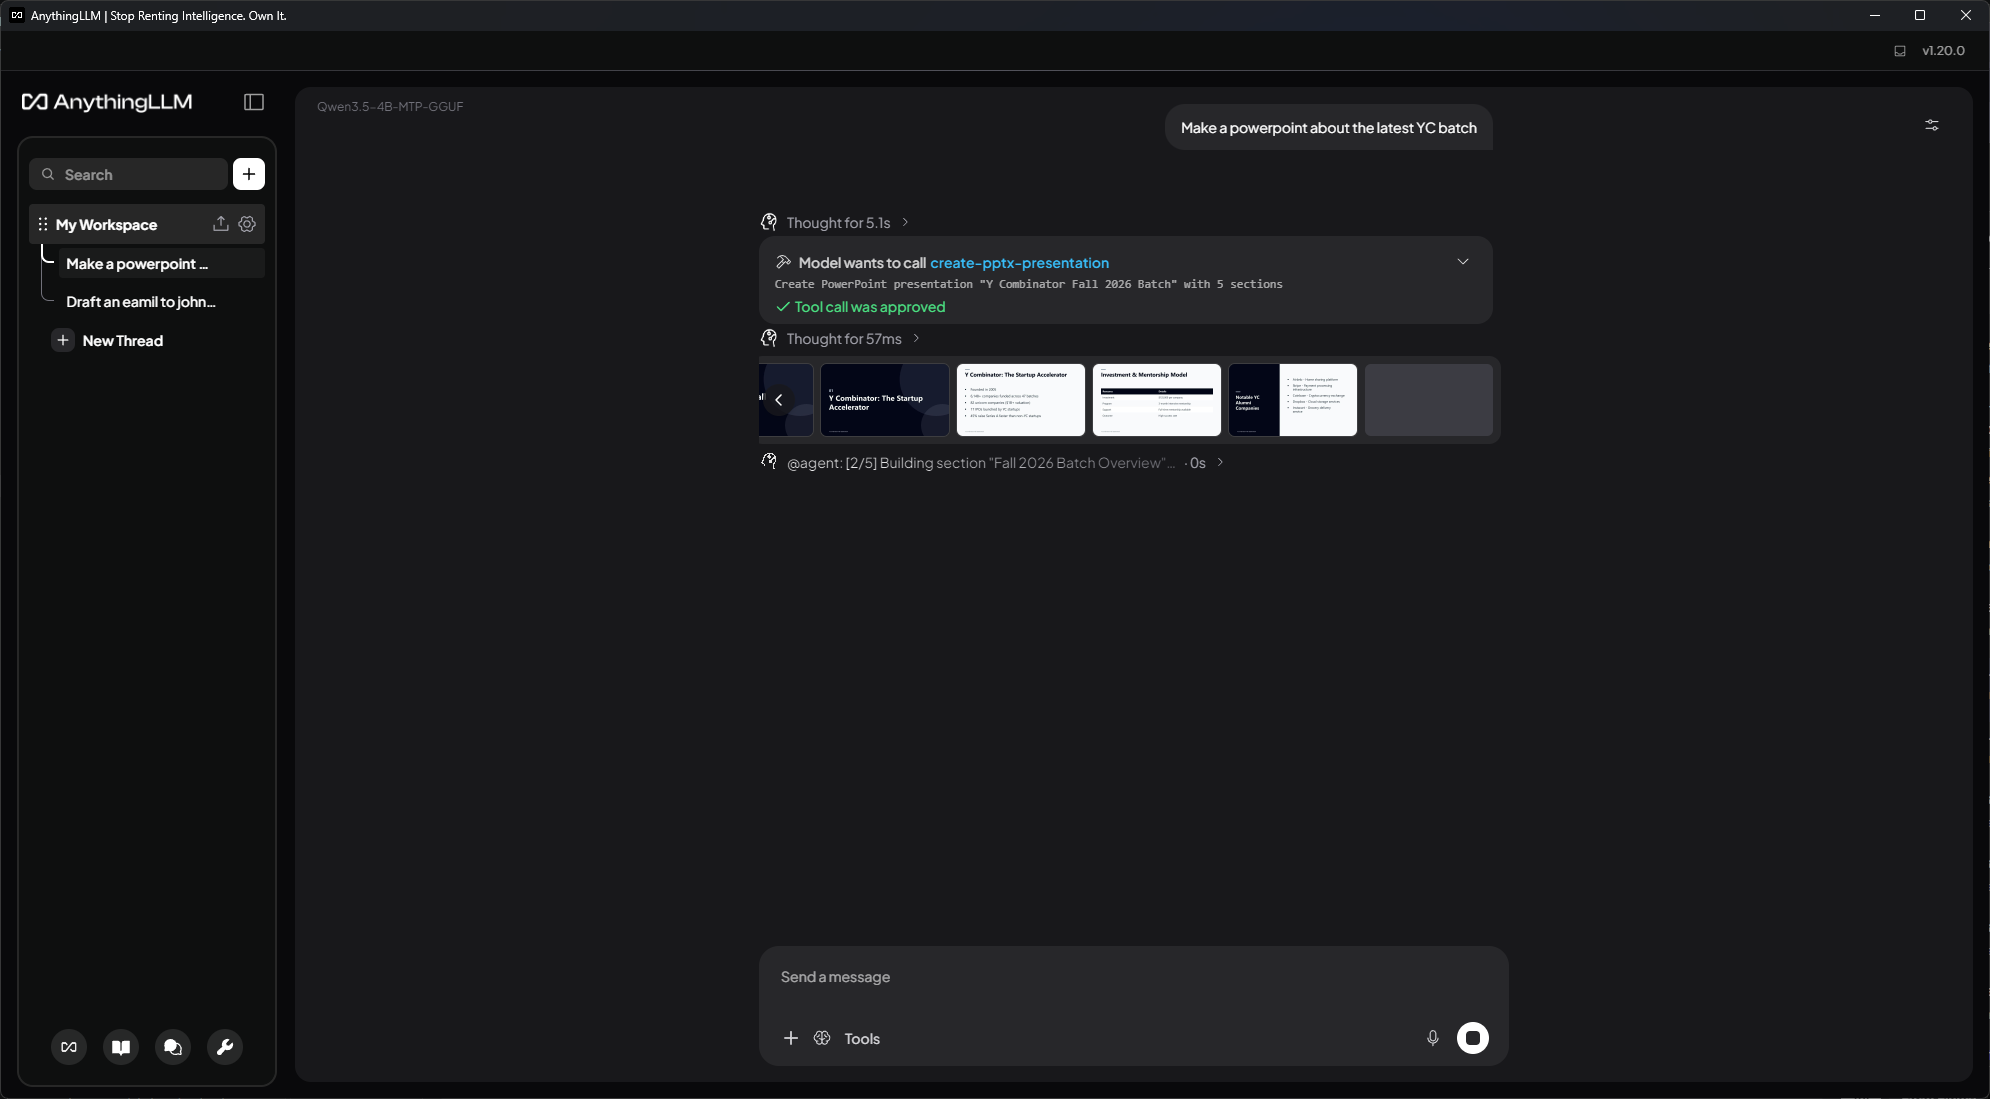 AnythingLLM | Stop Renting Intelligence. Own It.
v1.20.0
AnythingLLM
Search
My Workspace
Make a powerpoint ...
Draft an eamil to john...
New Thread
Qwen3.5-4B-MTP-GGUF
Make a powerpoint about the latest YC batch
Thought for 5.1s
Model wants to call create-pptx-presentation
Create PowerPoint presentation "Y Combinator Fall 2026 Batch" with 5 sections
Tool call was approved
Thought for 57ms
Y Combinator: The Startup
Accelerator
Y Combinator: The Startup Accelerator
Investment & Mentorship Model
Notable YC
Alumni
Companies
@agent: [2/5] Building section "Fall 2026 Batch Overview"... · 0s
Send a message
Tools